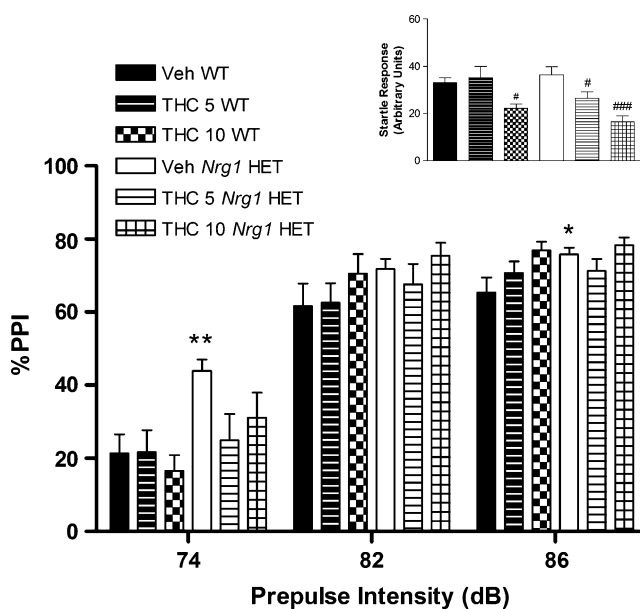 60
40
20
0
Startle Response
(Arbitrary Units)
#
#
###
Veh WT
THC 5 WT
THC 10 WT
Veh Nrg1 HET
THC 5 Nrg1 HET
THC 10 Nrg1 HET
100
80
60
40
20
0
%PPI
**
*
74
82
86
Prepulse Intensity (dB)